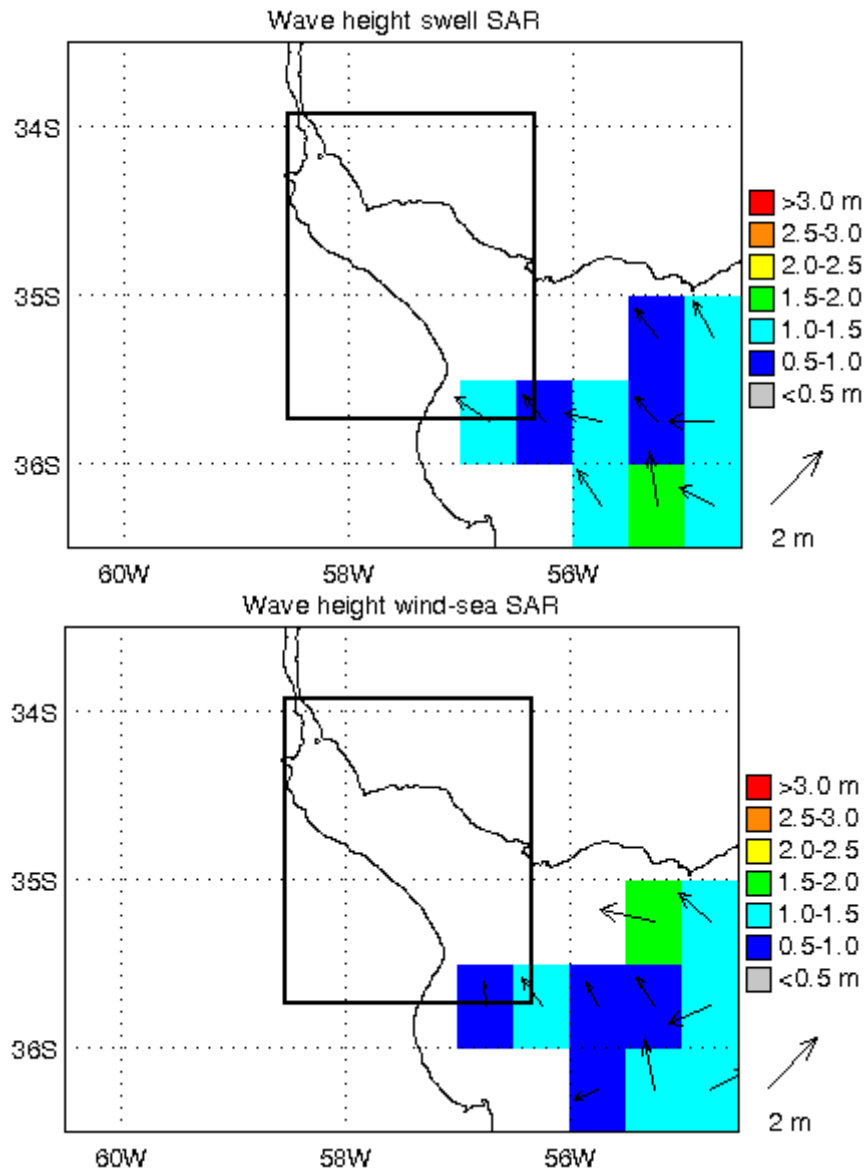 Wave height swell SAR
34S
35S
36S
60W
58W
56W
>3.0 m
2.5-3.0
2.0-2.5
1.5-2.0
1.0-1.5
0.5-1.0
<0.5 m
2 m
Wave height wind-sea SAR
34S
35S
36S
60W
58W
56W
>3.0 m
2.5-3.0
2.0-2.5
1.5-2.0
1.0-1.5
0.5-1.0
<0.5 m
2 m